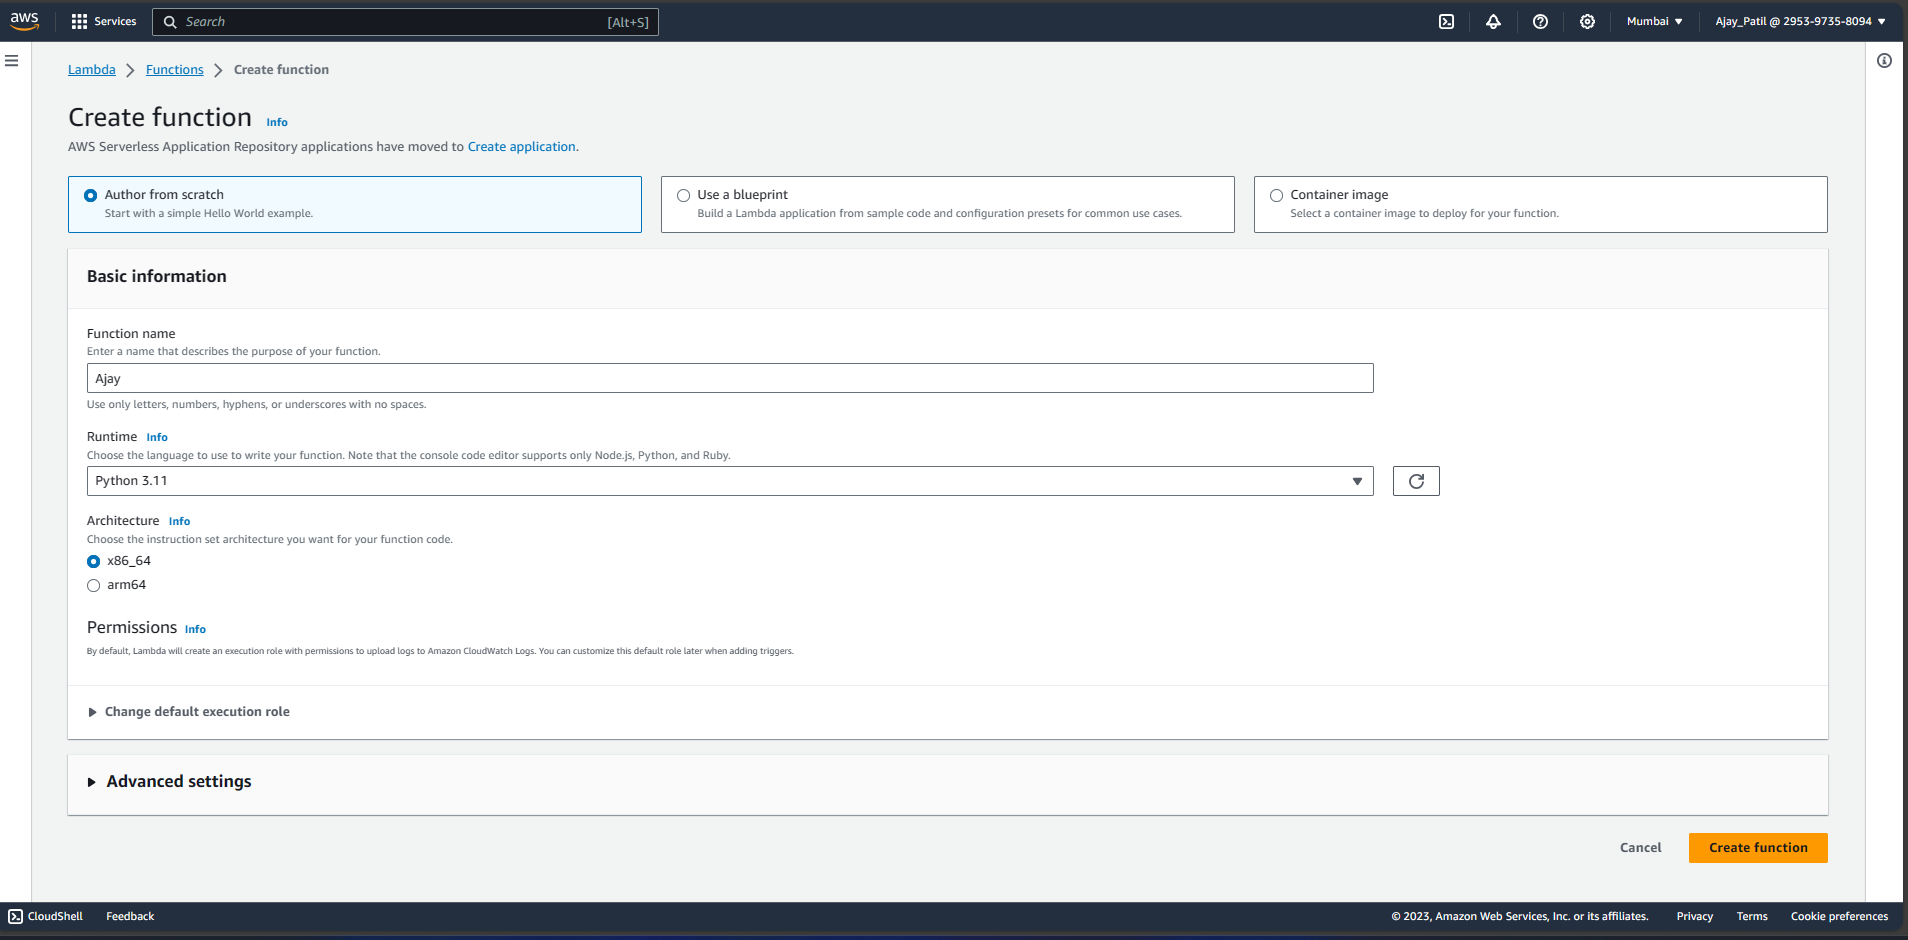 aws Services Search [Alt+S] Mumbai Ajay_Patil @ 2953-9735-8094
Lambda Functions Create function
Create function Info
AWS Serverless Application Repository applications have moved to Create application.
Author from scratch
Start with a simple Hello World example.
Use a blueprint
Build a Lambda application from sample code and configuration presets for common use cases.
Container image
Select a container image to deploy for your function.
Basic information
Function name
Enter a name that describes the purpose of your function.
Ajay
Use only letters, numbers, hyphens, or underscores with no spaces.
Runtime Info
Choose the language to use to write your function. Note that the console code editor supports only Node.js, Python, and Ruby.
Python 3.11
Architecture Info
Choose the instruction set architecture you want for your function code.
x86_64
arm64
Permissions Info
By default, Lambda will create an execution role with permissions to upload logs to Amazon CloudWatch Logs. You can customize this default role later when adding triggers.
Change default execution role
Advanced settings
Cancel Create function
CloudShell Feedback © 2023, Amazon Web Services, Inc. or its affiliates. Privacy Terms Cookie preferences